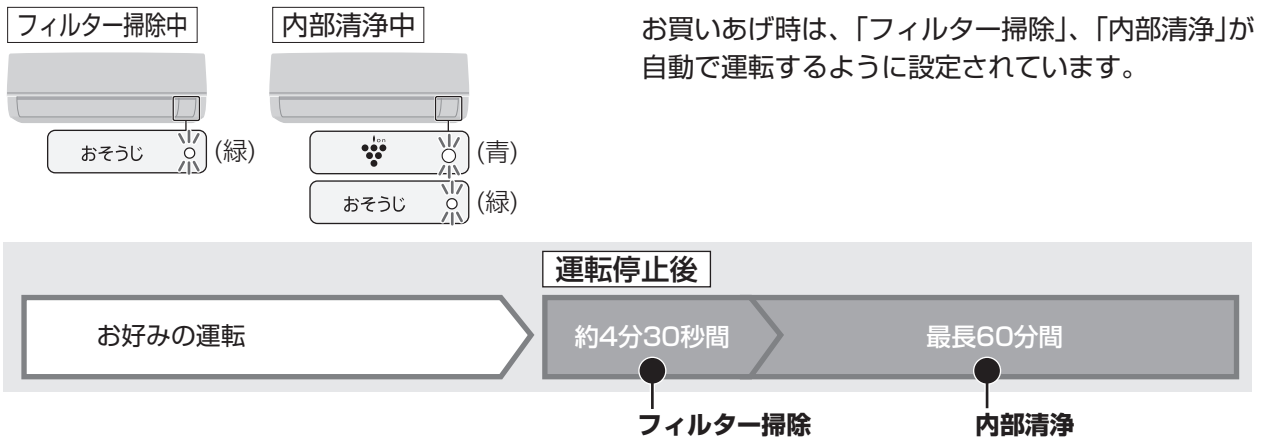 フィルター掃除中
おそうじ
(緑)
内部清浄中
ion
(青)
おそうじ
(緑)
お買いあげ時は、「フィルター掃除」、「内部清浄」が
自動で運転するように設定されています。
運転停止後
お好みの運転
約4分30秒間
最長60分間
フィルター掃除
内部清浄